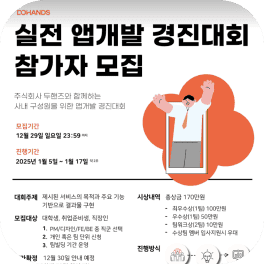 DOHANDS
실전 앱개발 경진대회
참가자 모집
주식회사 두핸즈와 함께하는
사내 구성원을 위한 앱개발 경진대회
모집기간
12월 29일 일요일 23:59
진행기간
2025년 1월 5일 – 1월 17일
대회주제 제시된 서비스의 목적과 주요 기능
기반으로 결과물 구현
모집대상 대학생, 취업준비생, 직장인
1. PM/디자인/FE/BE 중 직군 선택
2. 개인 혹은 팀 단위 신청
3. 팀빌딩 기간 운영
가확정 12월 30일 안내 예정
시상내역 총상금 170만원
- 최우수상(1팀) 100만원
- 우수상(1팀) 50만원
- 팀워크상(2팀) 10만원
- 수상팀 멤버 입사지원시 우대
진행방식